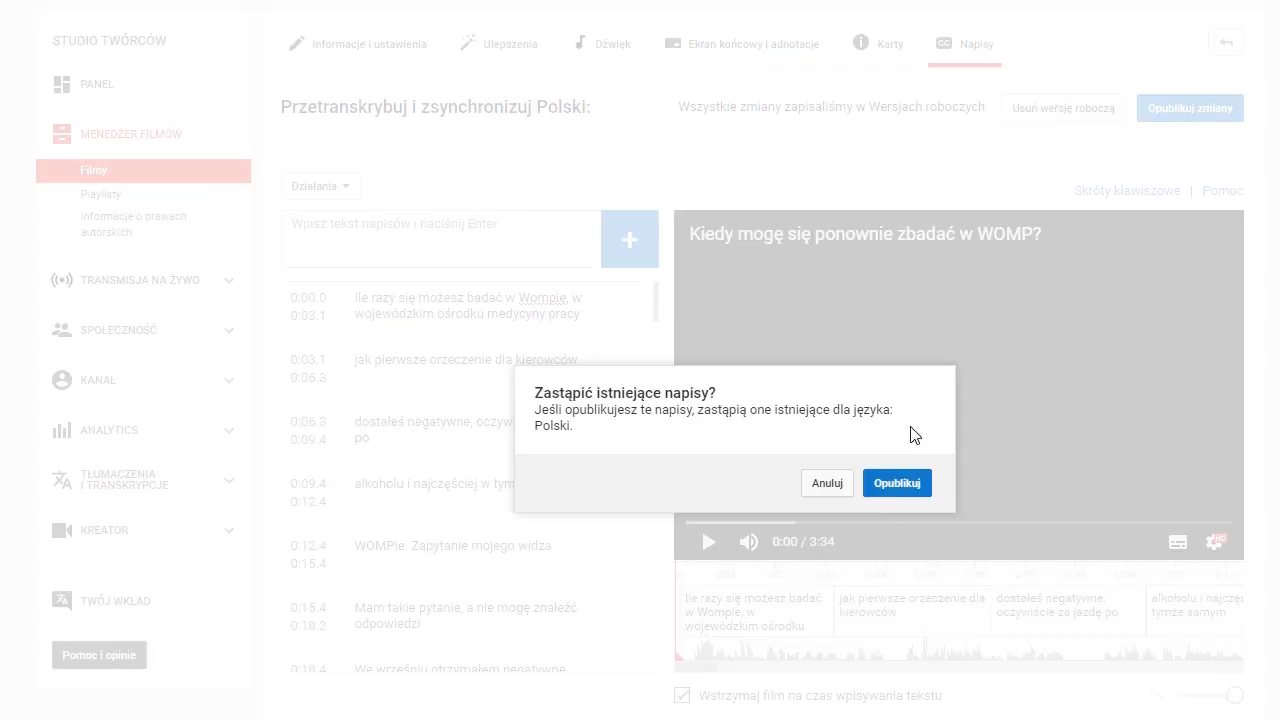 STUDIO TWÓRCÓW
PANEL
MENEDŻER FILMÓW
Filmy
Playlisty
Informacje o prawach
autorskich
TRANSMISJA NA ŻYWO
SPOŁECZNOŚĆ
KANAŁ
ANALYTICS
TŁUMACZENIA
I TRANSKRYPCJE
KREATOR
TWÓJ WKŁAD
Pomoc i opinie
Informacje i ustawienia
Ulepszenia
Dźwięk
Ekran końcowy i adnotacje
Karty
CC Napisy
Przetranskrybuj i zsynchronizuj Polski:
Wszystkie zmiany zapisaliśmy w Wersjach roboczych
Usuń wersję roboczą
Opublikuj zmiany
Działania
Skróty klawiszowe | Pomoc
Wpisz tekst napisów i naciśnij Enter
+
0:00.0 Ile razy się możesz badać w Wompie, w
0:03.1 wojewódzkim ośrodku medycyny pracy
0:03.1 jak pierwsze orzeczenie dla kierowców
0:06.3
0:06.3 dostałeś negatywne, oczyw
0:09.4 po
0:09.4 alkoholu i najczęściej w tym
0:12.4
0:12.4 WOMPie. Zapytanie mojego widza
0:15.4
0:15.4 Mam takie pytanie, a nie mogę znaleźć
0:18.2 odpowiedzi
0:18.4 We wrześniu otrzymałem negatywne
Kiedy mogę się ponownie zbadać w WOMP?
Zastąpić istniejące napisy?
Jeśli opublikujesz te napisy, zastąpią one istniejące dla języka:
Polski.
Anuluj
Opublikuj
0:00 / 3:34
HD
Ile razy się możesz badać
w Wompie, w
wojewódzkim ośrodku
jak pierwsze orzeczenie dla
kierowców
dostałeś negatywne,
oczywiście za jazdę po
alkoholu i najczęś
tymże samym
Wstrzymaj film na czas wpisywania tekstu